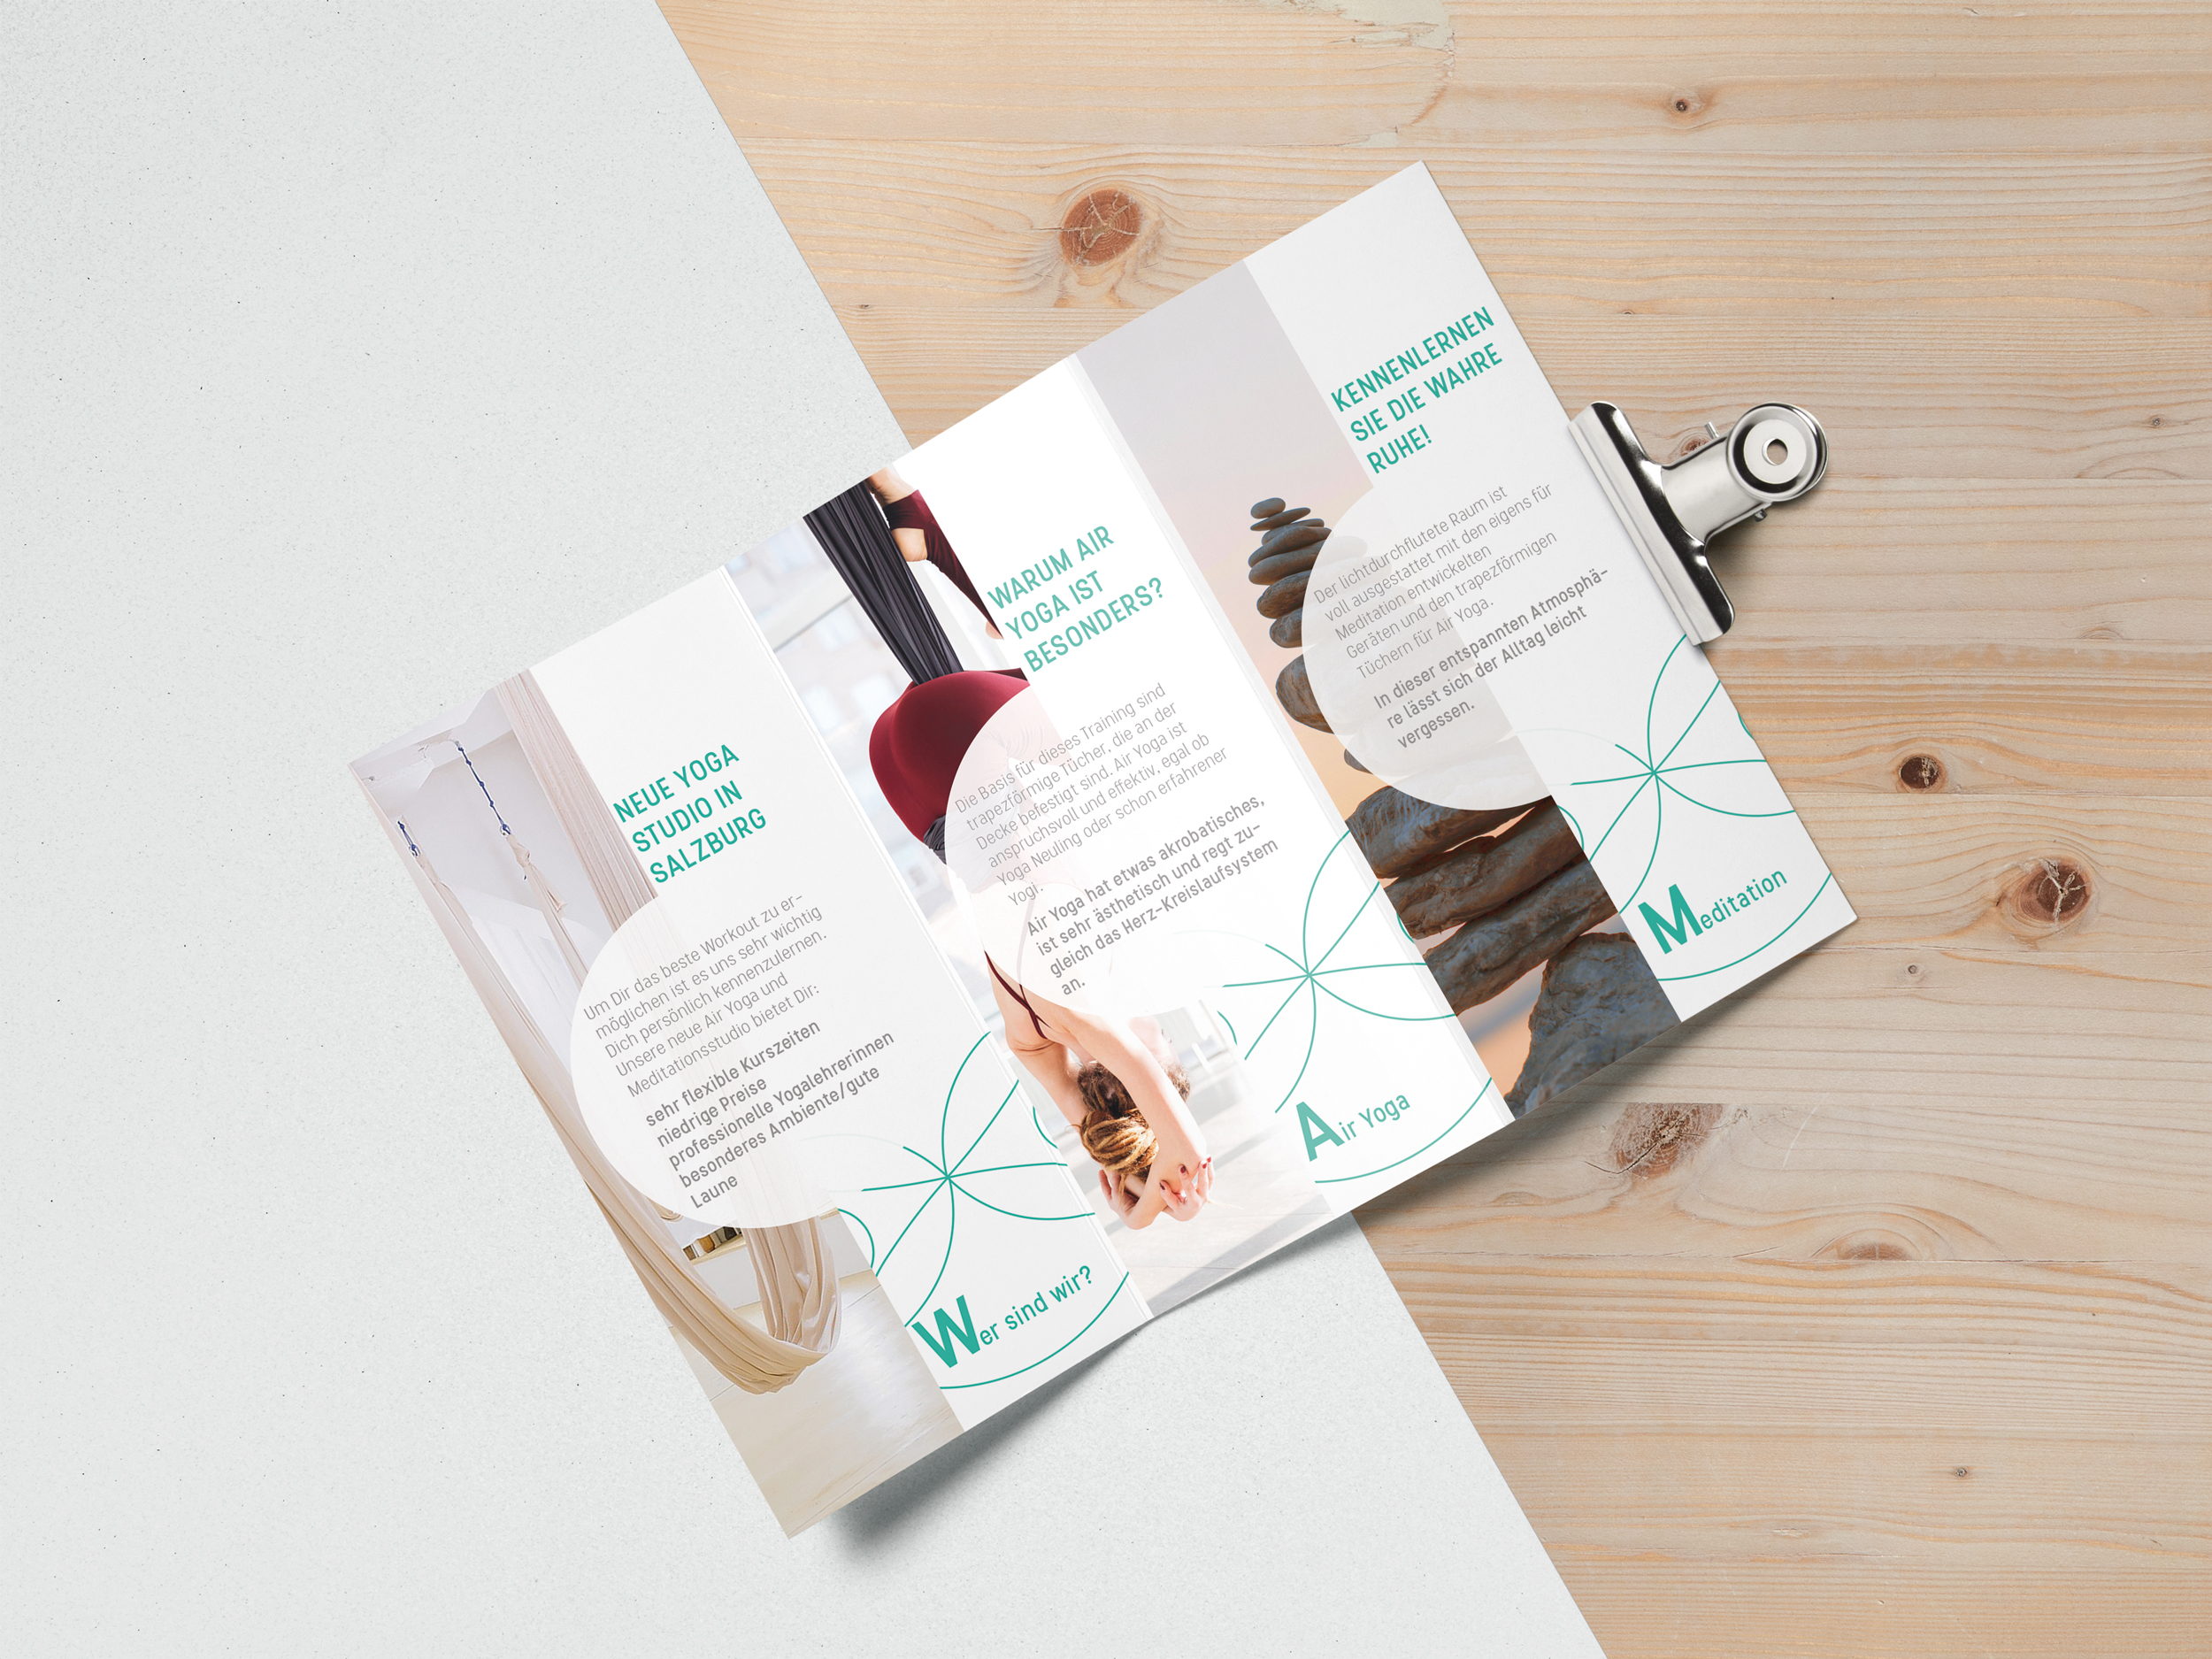 NEUE YOGA
STUDIO IN
SALZBURG
Um Dir das beste Workout zu er-
möglichen ist es uns sehr wichtig
Dich persönlich kennenzulernen.
Unsere neue Air Yoga und
Meditationsstudio bietet Dir:
sehr flexible Kurszeiten
niedrige Preise
professionelle Yogalehrerinnen
besonderes Ambiente/gute
Laune
Wer sind wir?
WARUM AIR
YOGA IST
BESONDERS?
Die Basis für dieses Training sind
trapezförmige Tücher, die an der
Decke befestigt sind. Air Yoga ist
anspruchsvoll und effektiv, egal ob
Yoga Neuling oder schon erfahrener
Yogi.
Air Yoga hat etwas akrobatisches,
ist sehr ästhetisch und regt zu-
gleich das Herz-Kreislaufsystem
an.
Air Yoga
KENNENLERNEN
SIE DIE WAHRE
RUHE!
Der lichtdurchflutete Raum ist
voll ausgestattet mit den eigens für
Meditation entwickelten
Geräten und den trapezförmigen
Tüchern für Air Yoga.
In dieser entspannten Atmosphä-
re lässt sich der Alltag leicht
vergessen.
Meditation